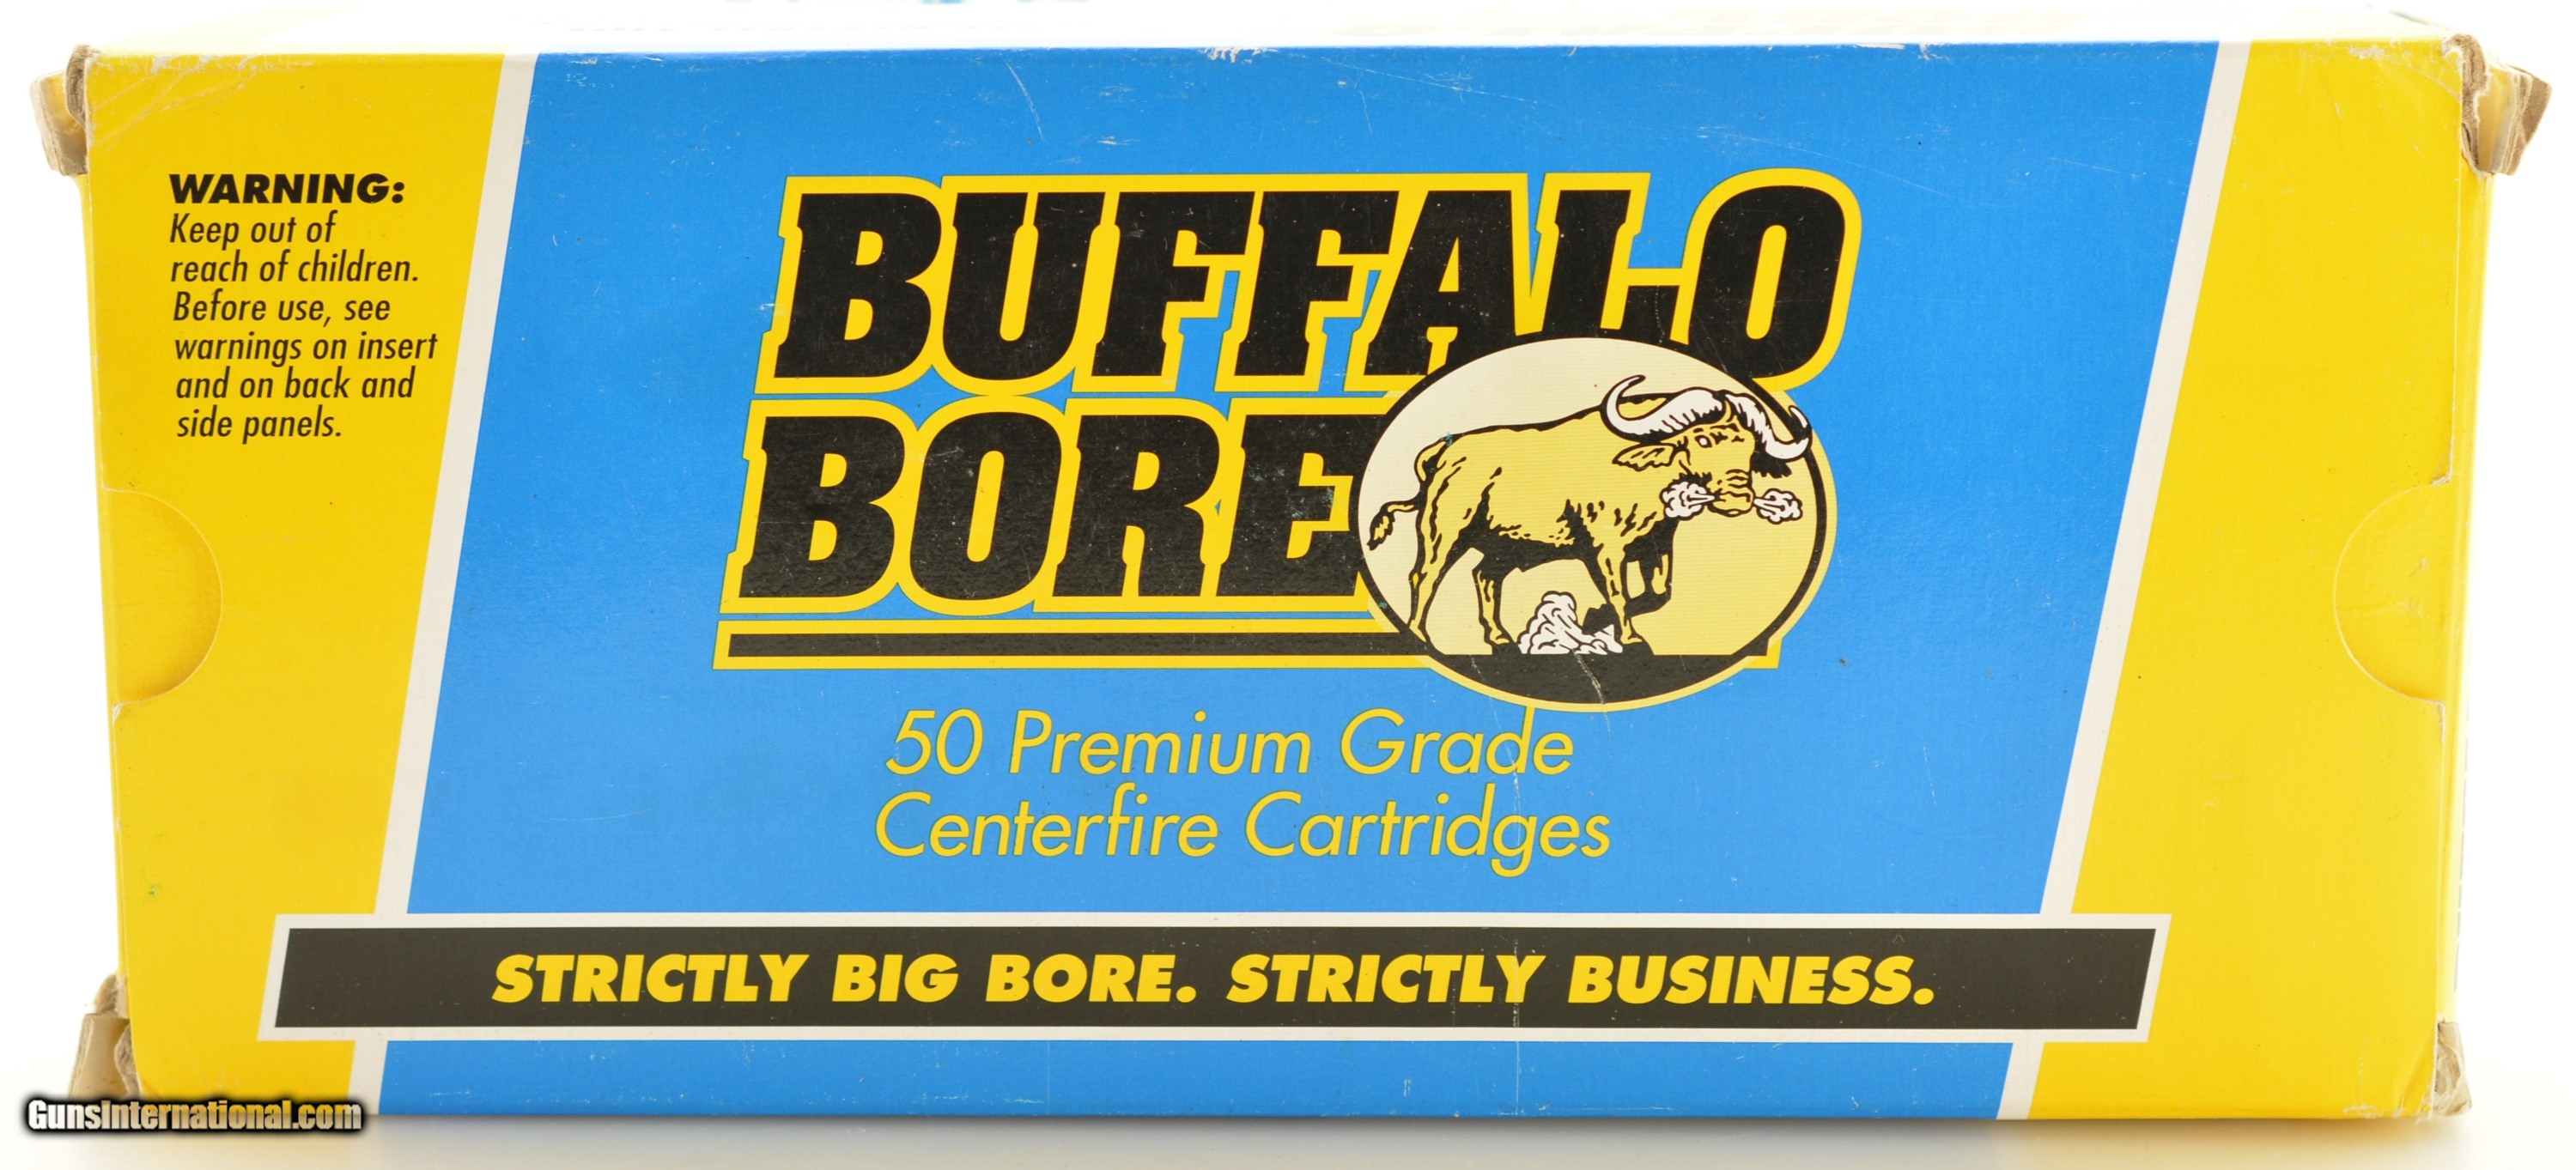 WARNING:
Keep out of
reach of children.
Before use, see
warnings on insert
and on back and
side panels.
BUFFALO
BORE
50 Premium Grade
Centerfire Cartridges
STRICTLY BIG BORE. STRICTLY BUSINESS.
GunsInternational.com